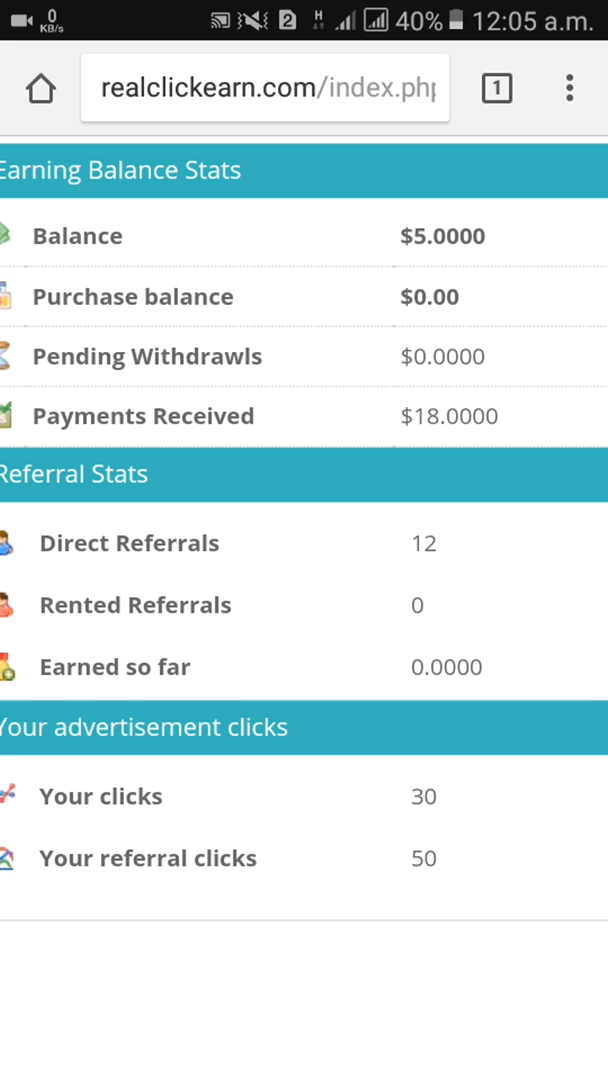 0 KB/s 2 H 40% 12:05 a.m.
realclickearn.com/index.php 1
Earning Balance Stats
Balance $5.0000
Purchase balance $0.00
Pending Withdrawls $0.0000
Payments Received $18.0000
Referral Stats
Direct Referrals 12
Rented Referrals 0
Earned so far 0.0000
Your advertisement clicks
Your clicks 30
Your referral clicks 50